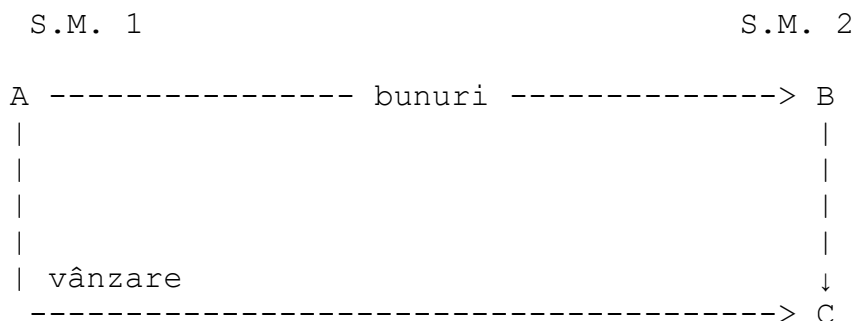 S.M. 1 S.M. 2
A ---------------- bunuri --------------> B
| |
| |
| |
| |
| vânzare ↓
---------------------------------------> C